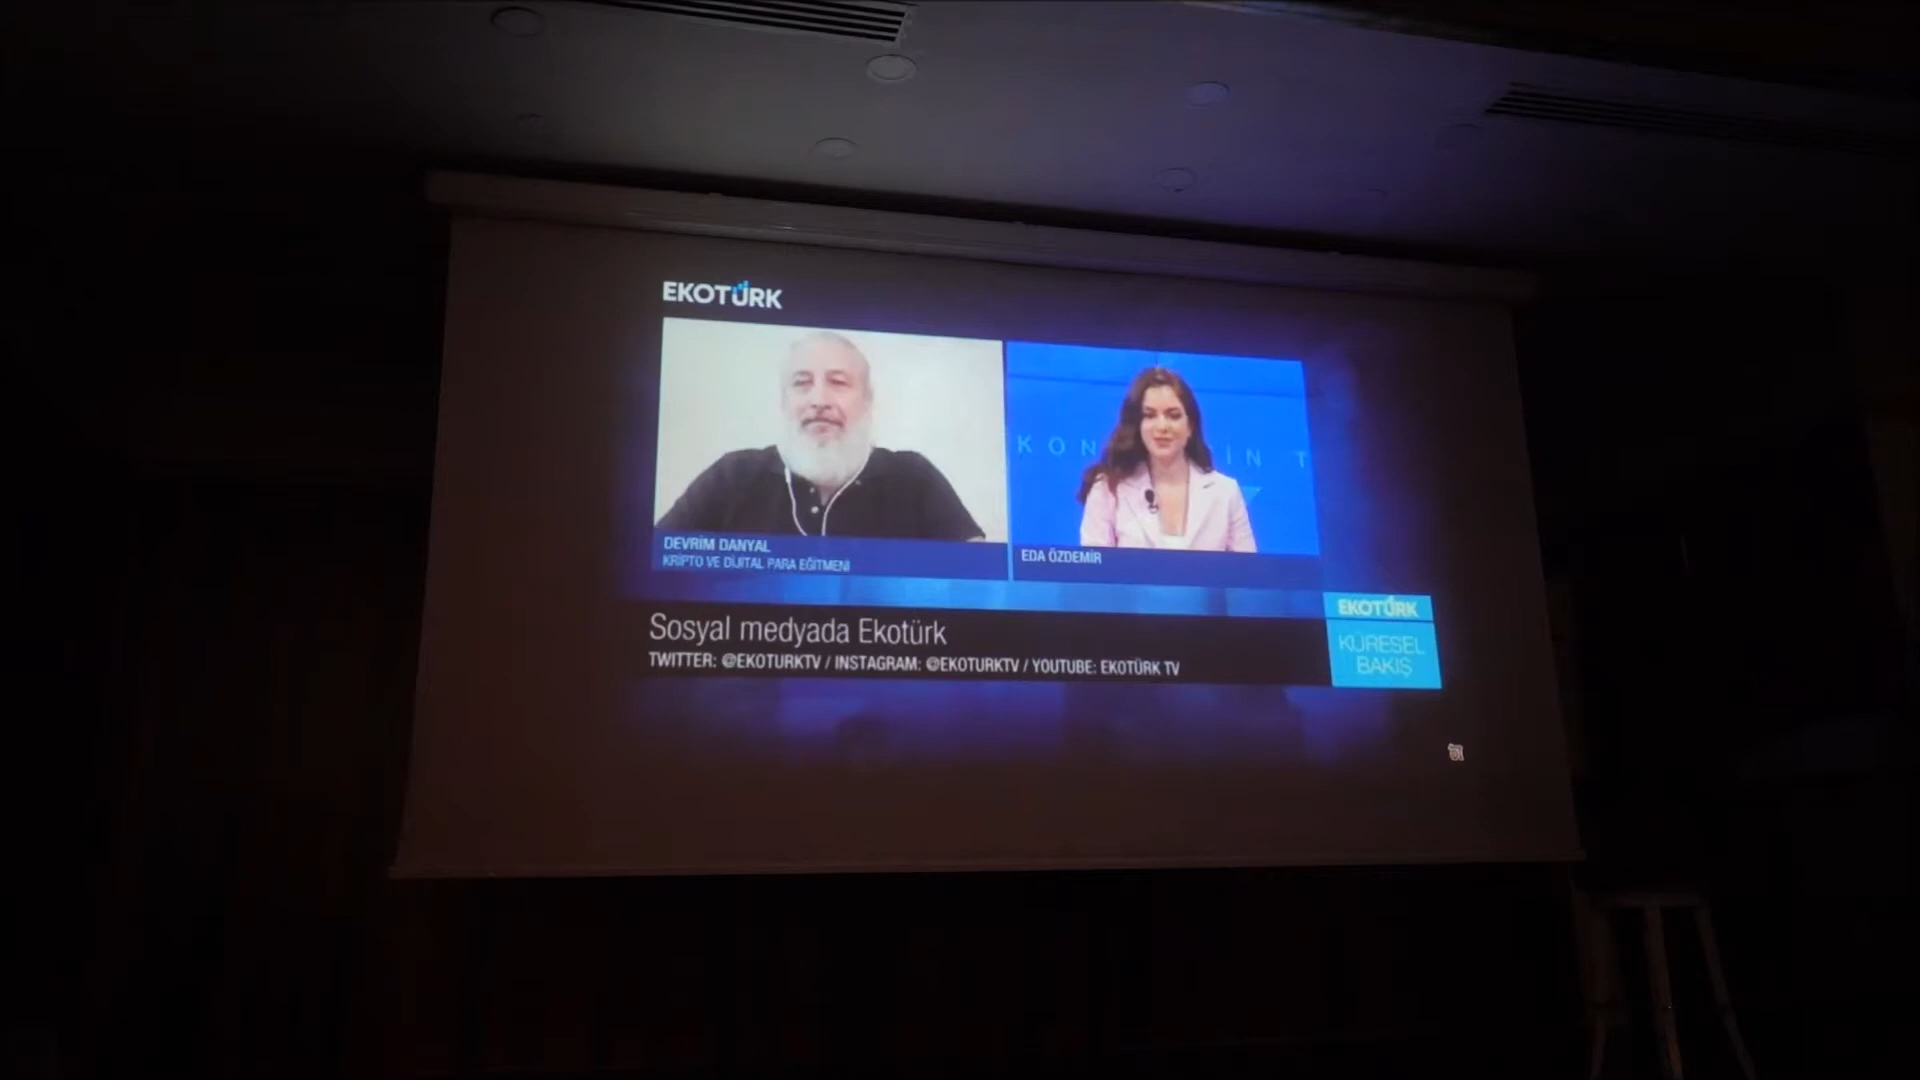 EKOTÜRK
KON İN T
DEVRİM DANYAL
KRİPTO VE DİJİTAL PARA EĞİTMENİ
EDA ÖZDEMİR
Sosyal medyada Ekotürk
TWITTER: @EKOTURKTV / INSTAGRAM: @EKOTURKTV / YOUTUBE: EKOTÜRK TV
EKOTÜRK
KÜRESEL
BAKIŞ